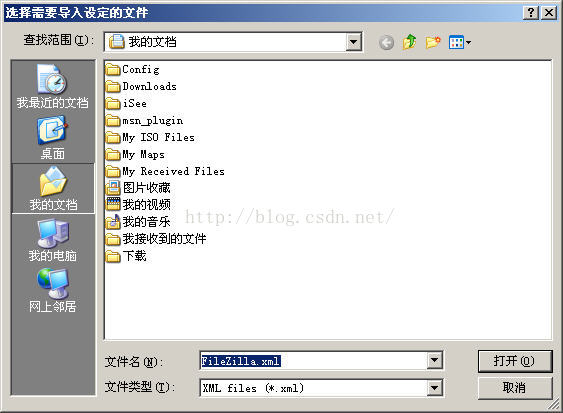 选择需要导入设定的文件
查找范围(I):
我的文档
我最近的文档
桌面
我的文档
我的电脑
网上邻居
Config
Downloads
iSee
msn_plugin
My ISO Files
My Maps
My Received Files
图片收藏
我的视频
我的音乐
我接收到的文件
下载
http://blog.csdn.net/
文件名(N):
FileZilla.xml
打开(O)
文件类型(T):
XML files (*.xml)
取消